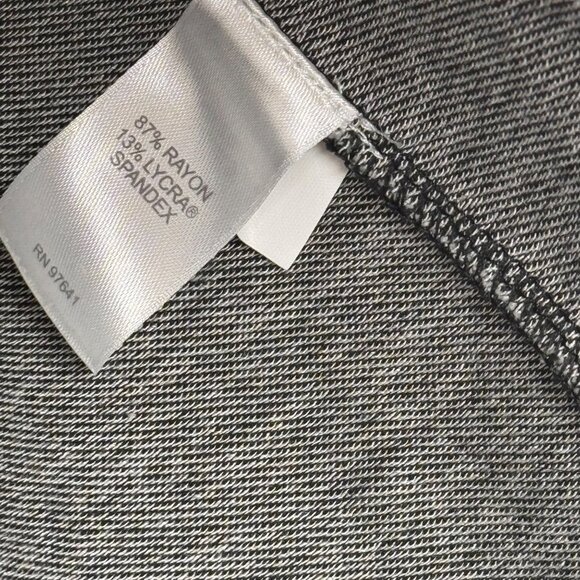 87% RAYON
13% LYCRA®
SPANDEX
RN 97641